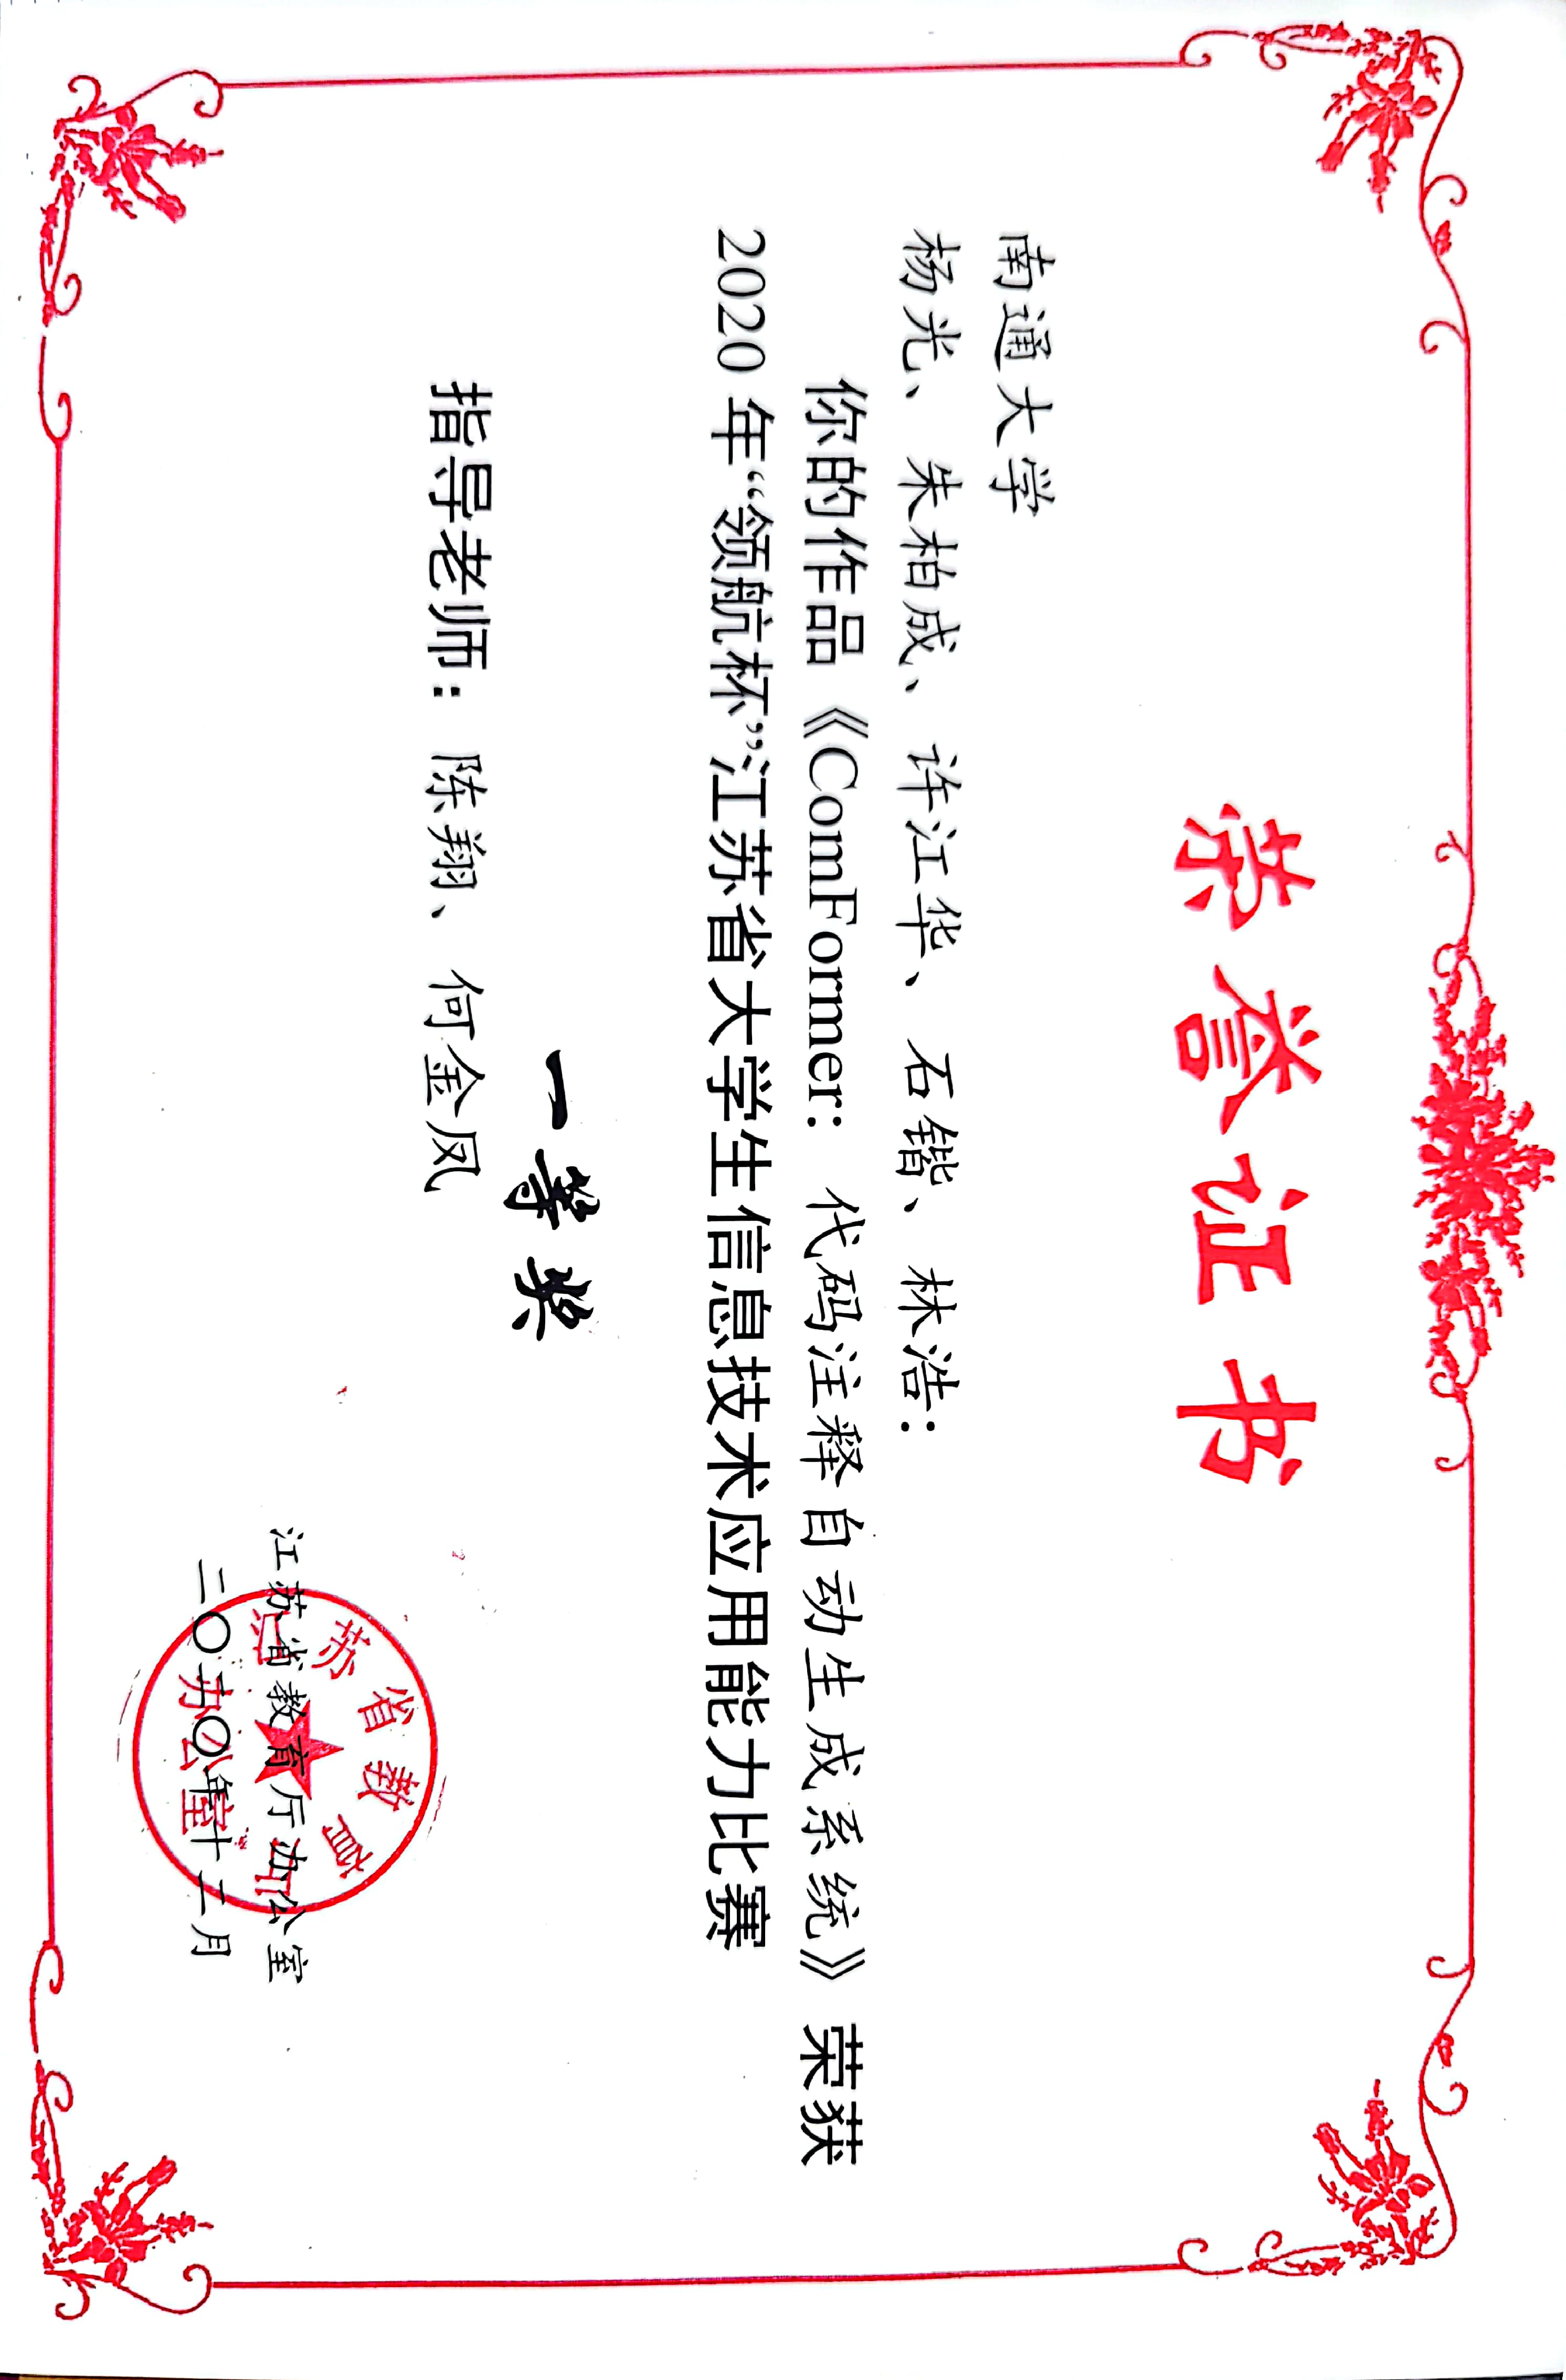 荣誉证书
南通大学
杨光、朱柏成、许江华、石锴、林浩：
你的作品《ComFormer：代码注释自动生成系统》荣获
2020 年“领航杯”江苏省大学生信息技术应用能力比赛
一等奖
指导老师：陈翔、何金凤
江苏省教育厅办公室
二〇二〇年十二月
江苏省教育厅
办公室